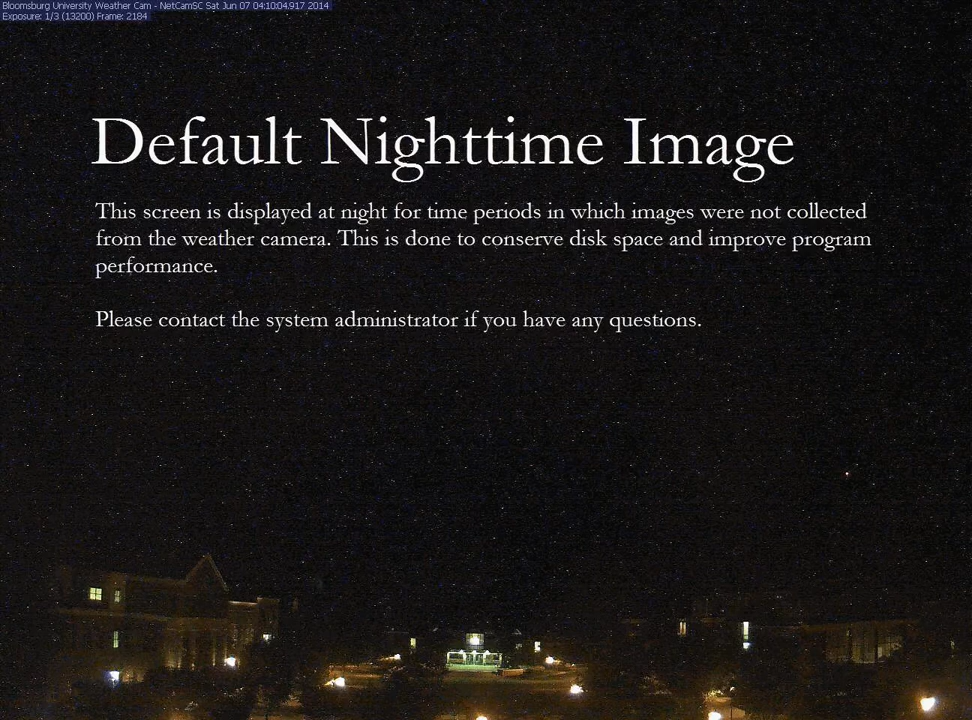 Bloomsburg University Weather Cam - NetCamSC Sat Jun 07 04:10:04.917 2014
Exposure: 1/3 (13200) Frame: 2184
Default Nighttime Image
This screen is displayed at night for time periods in which images were not collected
from the weather camera. This is done to conserve disk space and improve program
performance.
Please contact the system administrator if you have any questions.